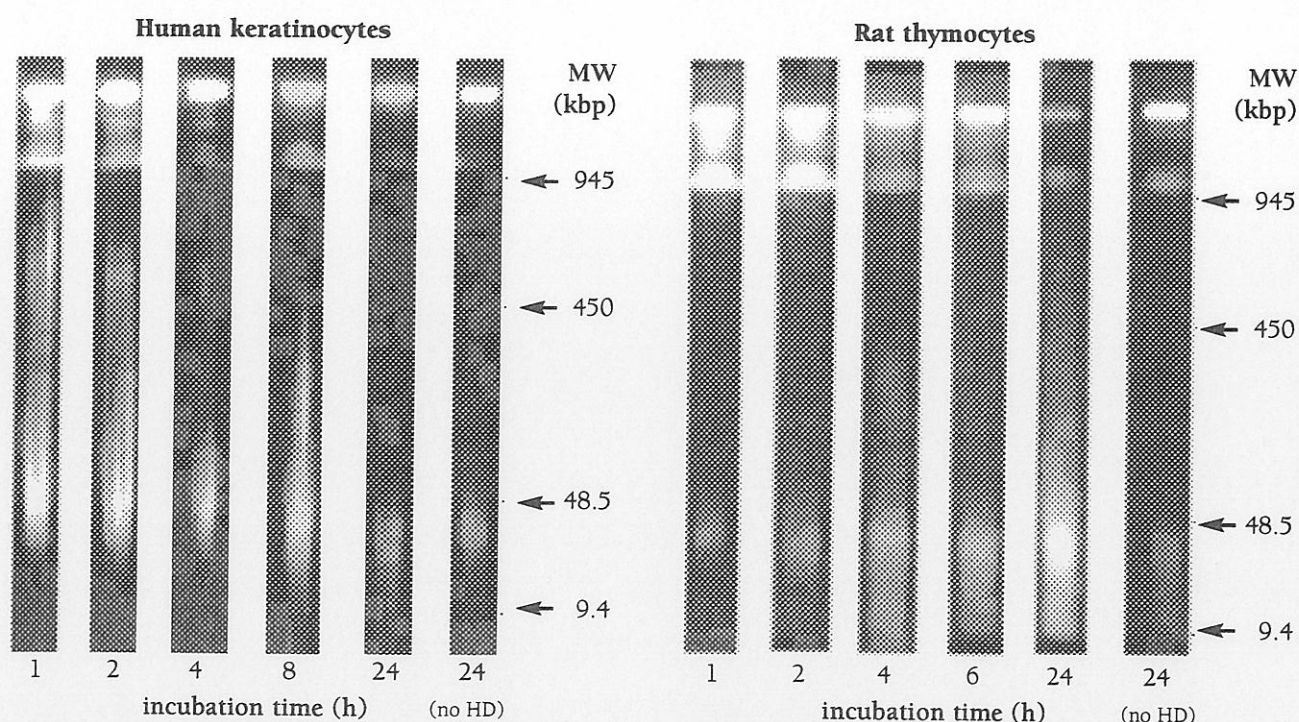 Human keratinocytes
MW
(kbp)
945
450
48.5
9.4
1 2 4 8 24 24
incubation time (h) (no HD)
Rat thymocytes
MW
(kbp)
945
450
48.5
9.4
1 2 4 6 24 24
incubation time (h) (no HD)